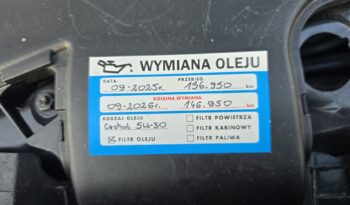 WYMIANA OLEJU
DATA PRZEBIEG
09-2025r. 136.950 km
KOLEJNA WYMIANA
09-2026r. 146.950 km
RODZAJ OLEJU FILTR POWIETRZA
Castrol 5W30 FILTR KABINOWY
FILTR OLEJU FILTR PALIWA